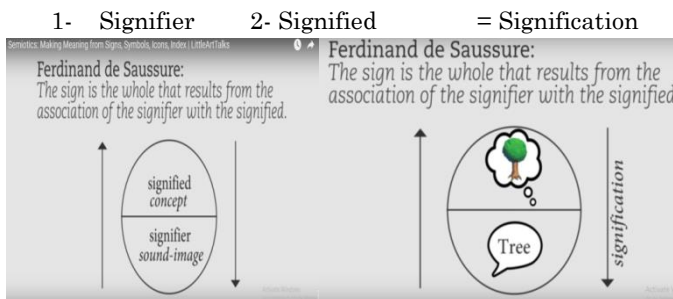 1- Signifier 2- Signified = Signification
Semiotics: Making Meaning from Signs, Symbols, Icons, Index | LittleArtTalks
Ferdinand de Saussure:
The sign is the whole that results from the
association of the signifier with the signified.
signified
concept
signifier
sound-image
Ferdinand de Saussure:
The sign is the whole that results from the
association of the signifier with the signified
Tree
signification